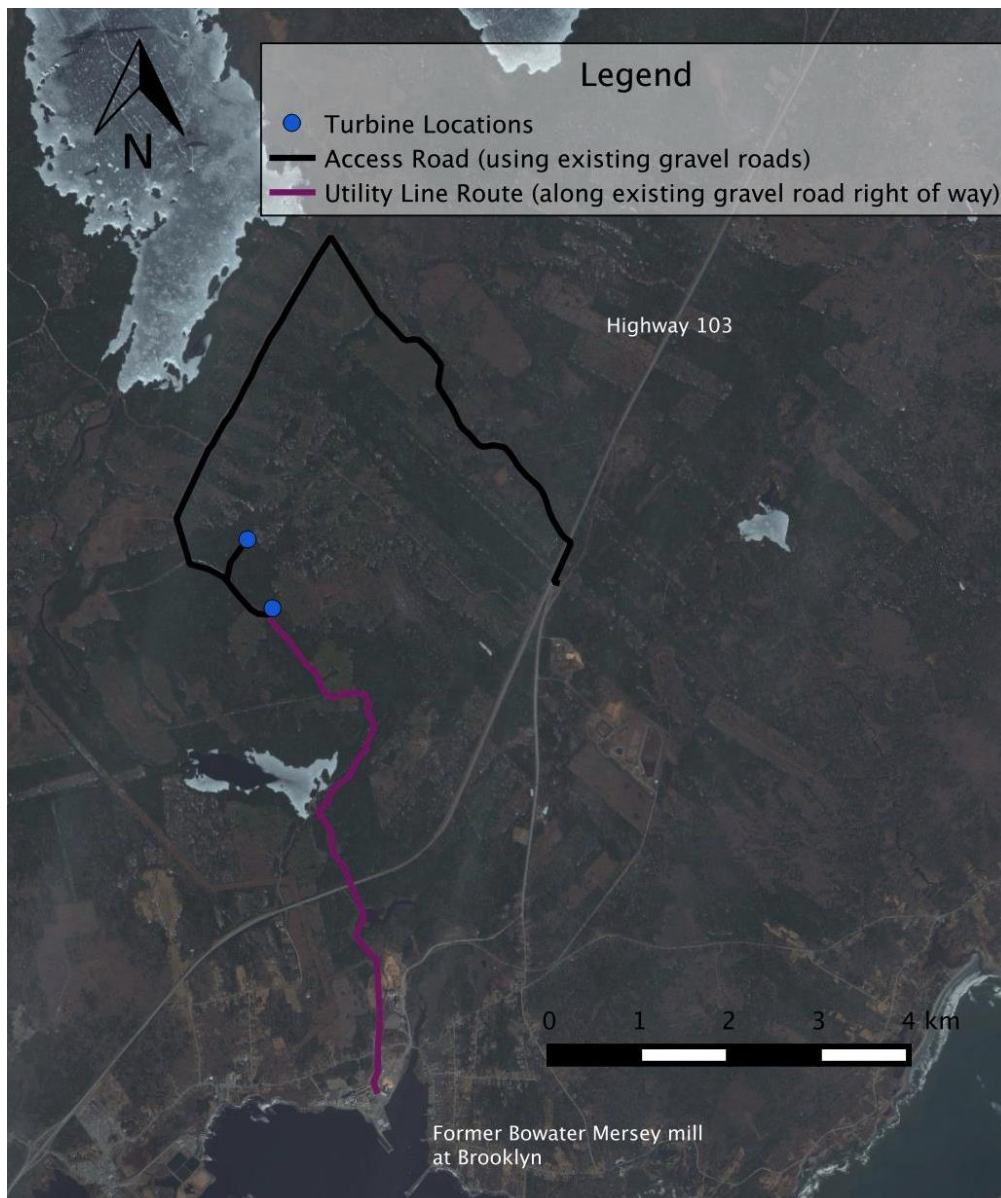 Legend
N
Turbine Locations
Access Road (using existing gravel roads)
Utility Line Route (along existing gravel road right of way)
Highway 103
0 1 2 3 4 km
Former Bowater Mersey mill
at Brooklyn